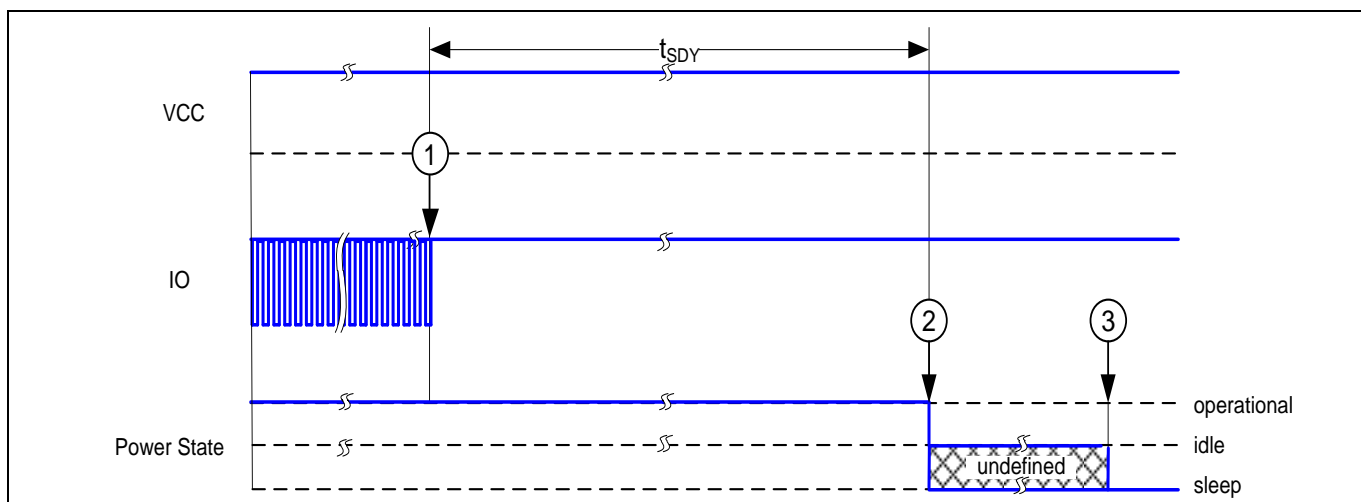 tSDY
VCC
1
IO
2
3
operational
Power State
idle
undefined
sleep